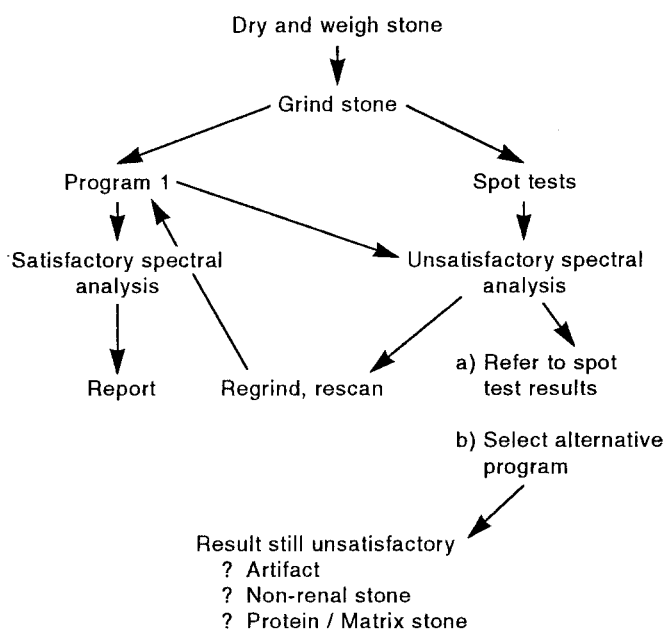 Dry and weigh stone
Grind stone
Program 1
Spot tests
Satisfactory spectral
analysis
Unsatisfactory spectral
analysis
Report
Regrind, rescan
a) Refer to spot
test results
b) Select alternative
program
Result still unsatisfactory
? Artifact
? Non-renal stone
? Protein / Matrix stone